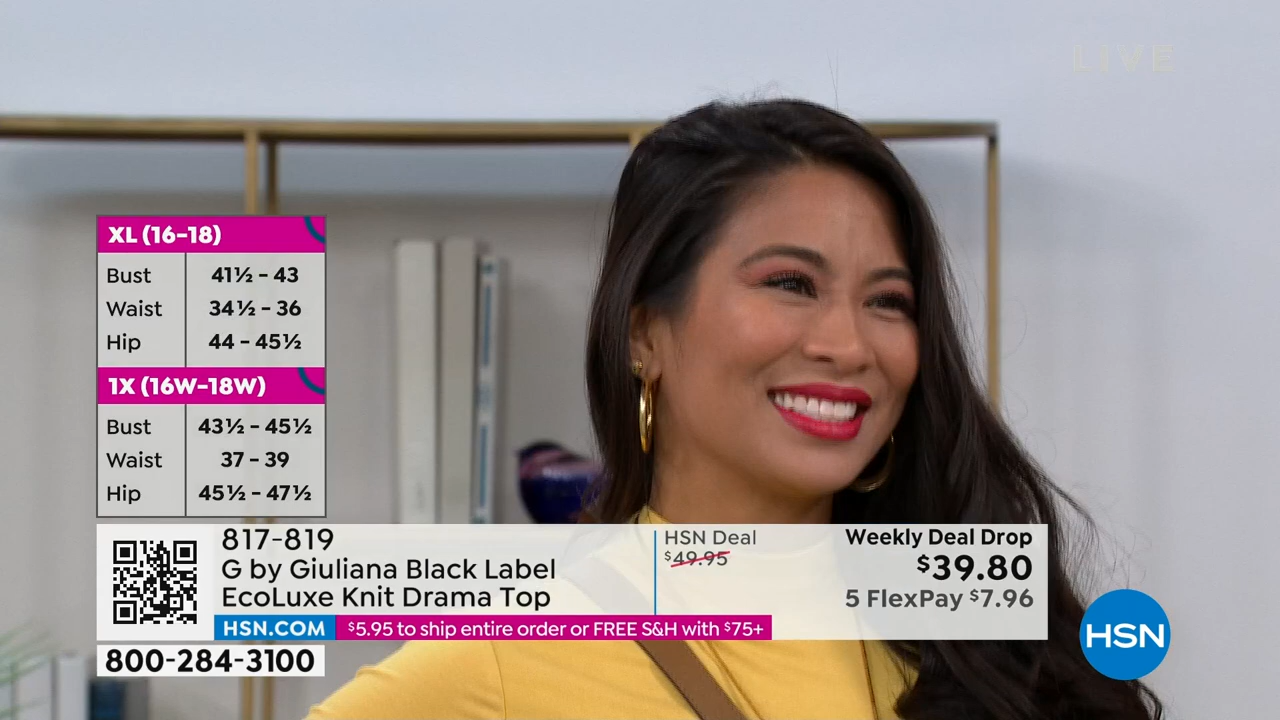 LIVE
XL (16-18)
Bust 41½ - 43
Waist 34½ - 36
Hip 44 - 45½
1X (16W-18W)
Bust 43½ - 45½
Waist 37 - 39
Hip 45½ - 47½
817-819
G by Giuliana Black Label
EcoLuxe Knit Drama Top
HSN Deal
$49.95
Weekly Deal Drop
$39.80
5 FlexPay $7.96
HSN.COM $5.95 to ship entire order or FREE S&H with $75+
800-284-3100
HSN